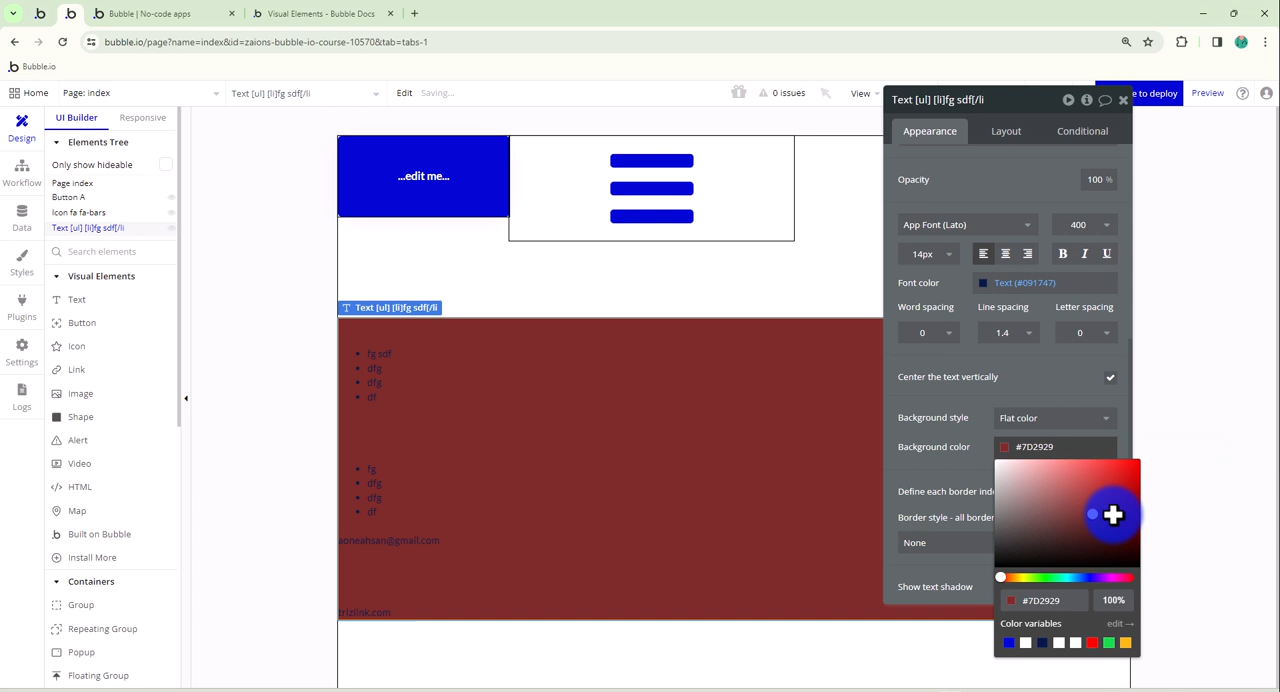 Bubble | No-code apps
Visual Elements - Bubble Docs
bubble.io/page?name=index&id=zaions-bubble-io-course-10570&tab=tabs-1
Bubble.io
Home
Page: index
Text [ul] [li]fg sdf[/li
Edit
Saving...
0 issues
View
e to deploy
Preview
Design
Workflow
Data
Styles
Plugins
Settings
Logs
UI Builder
Responsive
Elements Tree
Only show hideable
Page index
Button A
Icon fa fa-bars
Text [ul] [li]fg sdf[/li
Search elements
Visual Elements
Text
Button
Icon
Link
Image
Shape
Alert
Video
HTML
Map
Built on Bubble
Install More
Containers
Group
Repeating Group
Popup
Floating Group
...edit me...
Text [ul] [li]fg sdf[/li
fg sdf
dfg
dfg
df
fg
dfg
dfg
df
aoneahsan@gmail.com
trizlink.com
Text [ul] [li]fg sdf[/li
Appearance
Layout
Conditional
Opacity
100 %
App Font (Lato)
400
14px
B
I
U
Font color
Text (#091747)
Word spacing
Line spacing
Letter spacing
0
1.4
0
Center the text vertically
Background style
Flat color
Background color
#7D2929
Define each border inde
Border style - all border
None
Show text shadow
#7D2929
100%
Color variables
edit →